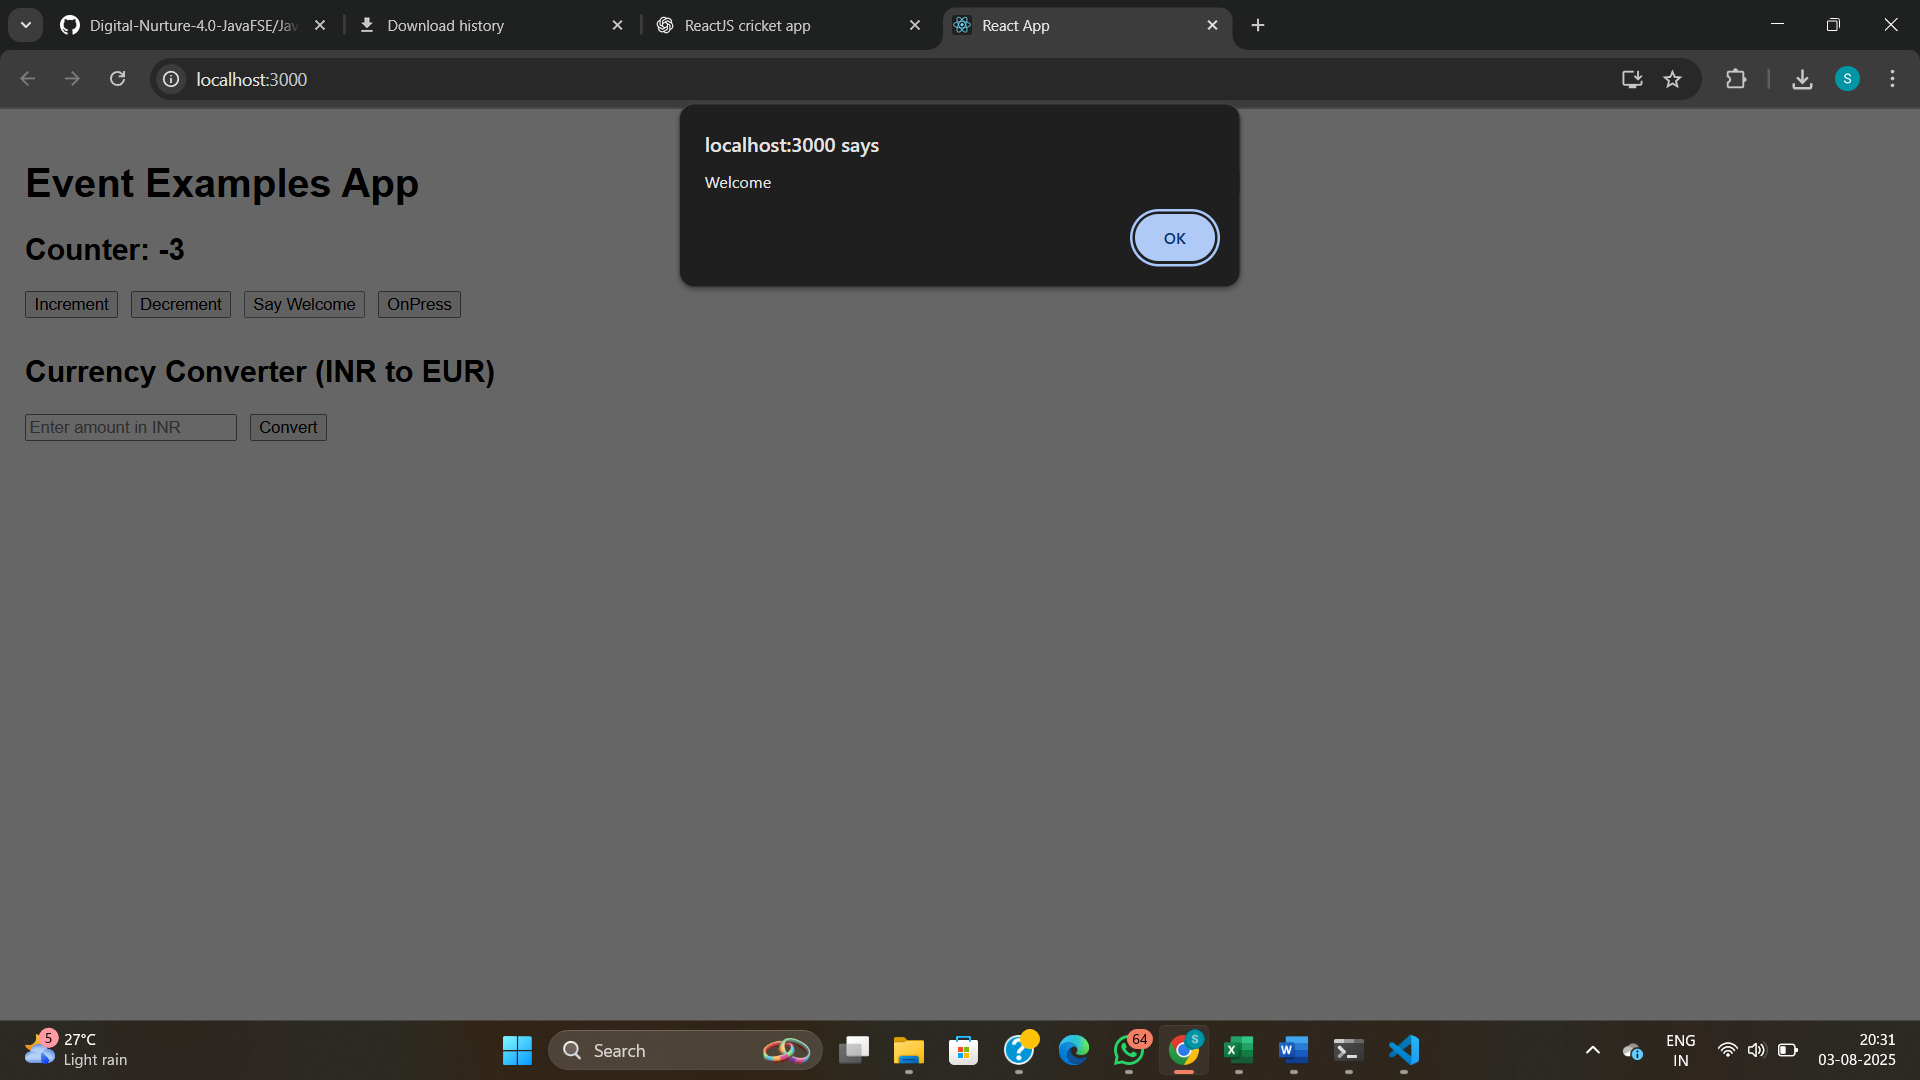 Digital-Nurture-4.0-JavaFSE/Jav
Download history
ReactJS cricket app
React App
localhost:3000
S
localhost:3000 says
Welcome
OK
Event Examples App
Counter: -3
Increment
Decrement
Say Welcome
OnPress
Currency Converter (INR to EUR)
Enter amount in INR
Convert
5
27°C
Light rain
Search
64
S
ENG
IN
20:31
03-08-2025